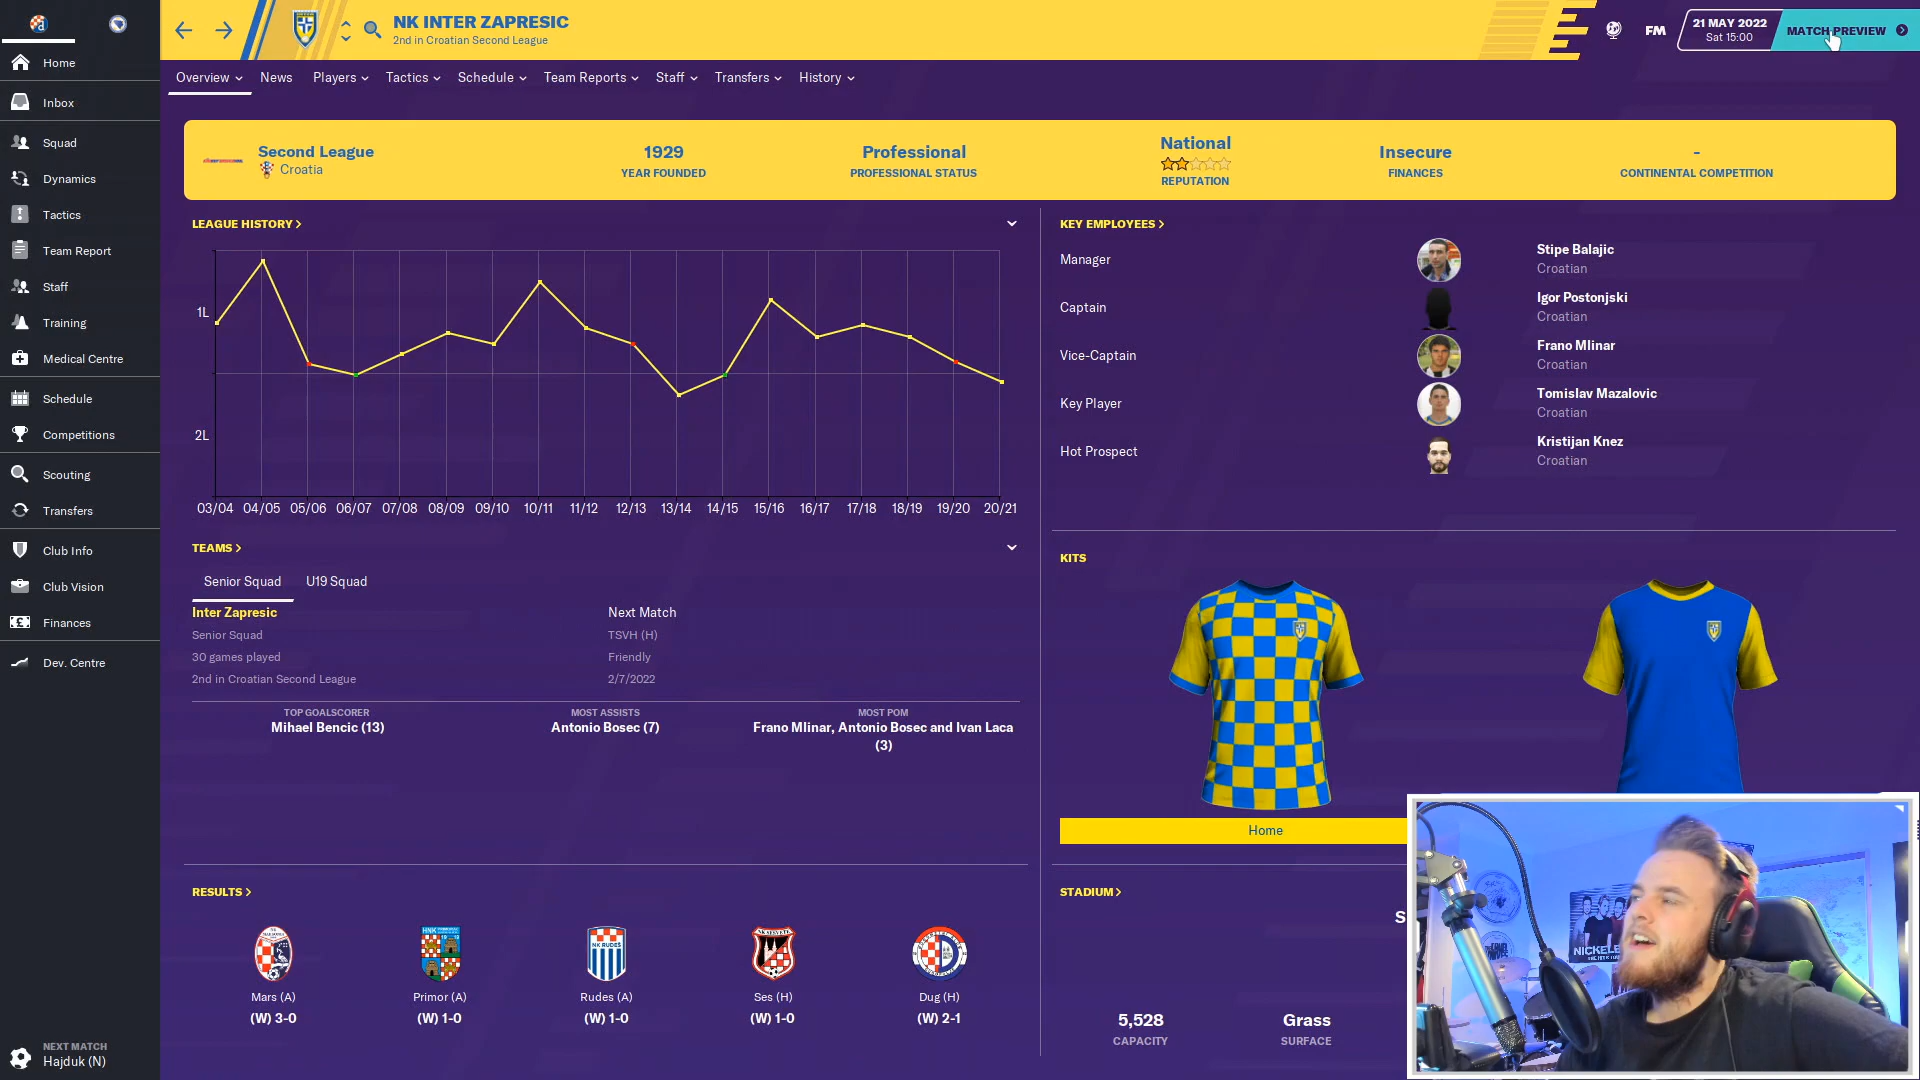 NK INTER ZAPRESIC
2nd in Croatian Second League
FM
21 MAY 2022
Sat 15:00
MATCH PREVIEW
Home
Inbox
Squad
Dynamics
Tactics
Team Report
Staff
Training
Medical Centre
Schedule
Competitions
Scouting
Transfers
Club Info
Club Vision
Finances
Dev. Centre
NEXT MATCH
Hajduk (N)
Overview
News
Players
Tactics
Schedule
Team Reports
Staff
Transfers
History
Second League
Croatia
1929
YEAR FOUNDED
Professional
PROFESSIONAL STATUS
National
REPUTATION
Insecure
FINANCES
-
CONTINENTAL COMPETITION
LEAGUE HISTORY >
1L
2L
03/04 04/05 05/06 06/07 07/08 08/09 09/10 10/11 11/12 12/13 13/14 14/15 15/16 16/17 17/18 18/19 19/20 20/21
TEAMS >
Senior Squad U19 Squad
Inter Zapresic
Senior Squad
30 games played
2nd in Croatian Second League
Next Match
TSVH (H)
Friendly
2/7/2022
TOP GOALSCORER
Mihael Bencic (13)
MOST ASSISTS
Antonio Bosec (7)
MOST POM
Frano Mlinar, Antonio Bosec and Ivan Laca
(3)
RESULTS >
HNK
NK RUDEŠ
Mars (A)
(W) 3-0
Primor (A)
(W) 1-0
Rudes (A)
(W) 1-0
Ses (H)
(W) 1-0
Dug (H)
(W) 2-1
KEY EMPLOYEES >
Manager
Stipe Balajic
Croatian
Captain
Igor Postonjski
Croatian
Vice-Captain
Frano Mlinar
Croatian
Key Player
Tomislav Mazalovic
Croatian
Hot Prospect
Kristijan Knez
Croatian
KITS
Home
STADIUM >
S
5,528
CAPACITY
Grass
SURFACE
NICKELB